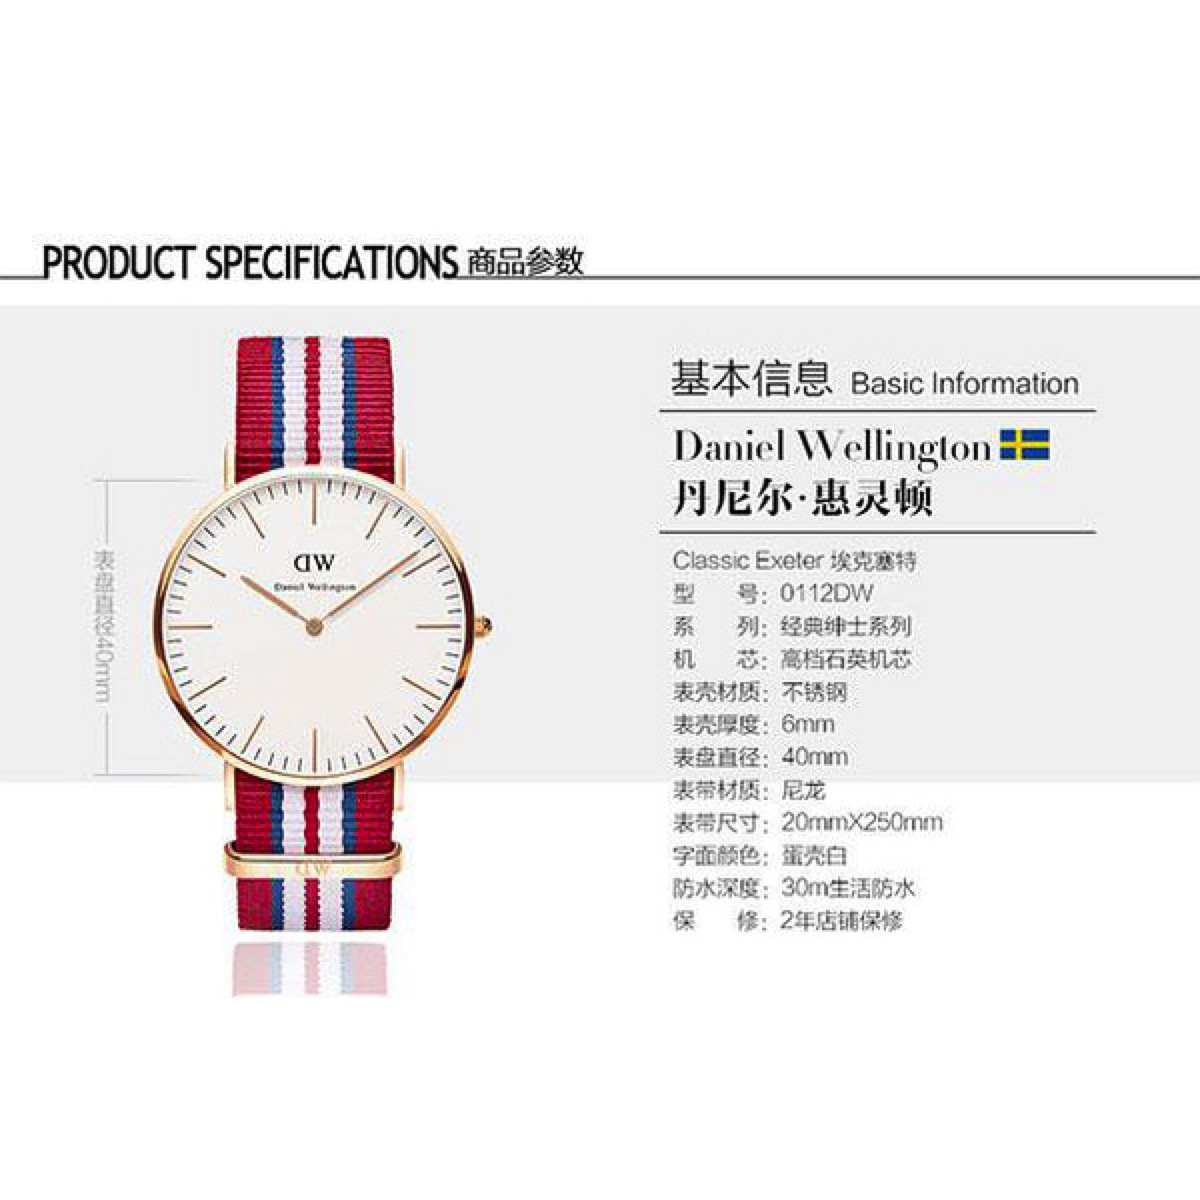 PRODUCT SPECIFICATIONS 商品参数
基本信息 Basic Information
Daniel Wellington
丹尼尔·惠灵顿
Classic Exeter 埃克塞特
型 号：0112DW
系 列：经典绅士系列
机 芯：高档石英机芯
表壳材质：不锈钢
表壳厚度：6mm
表盘直径：40mm
表带材质：尼龙
表带尺寸：20mmX250mm
字面颜色：蛋壳白
防水深度：30m生活防水
保 修：2年店铺保修
表盘直径40mm
DW
Daniel Wellington
DW